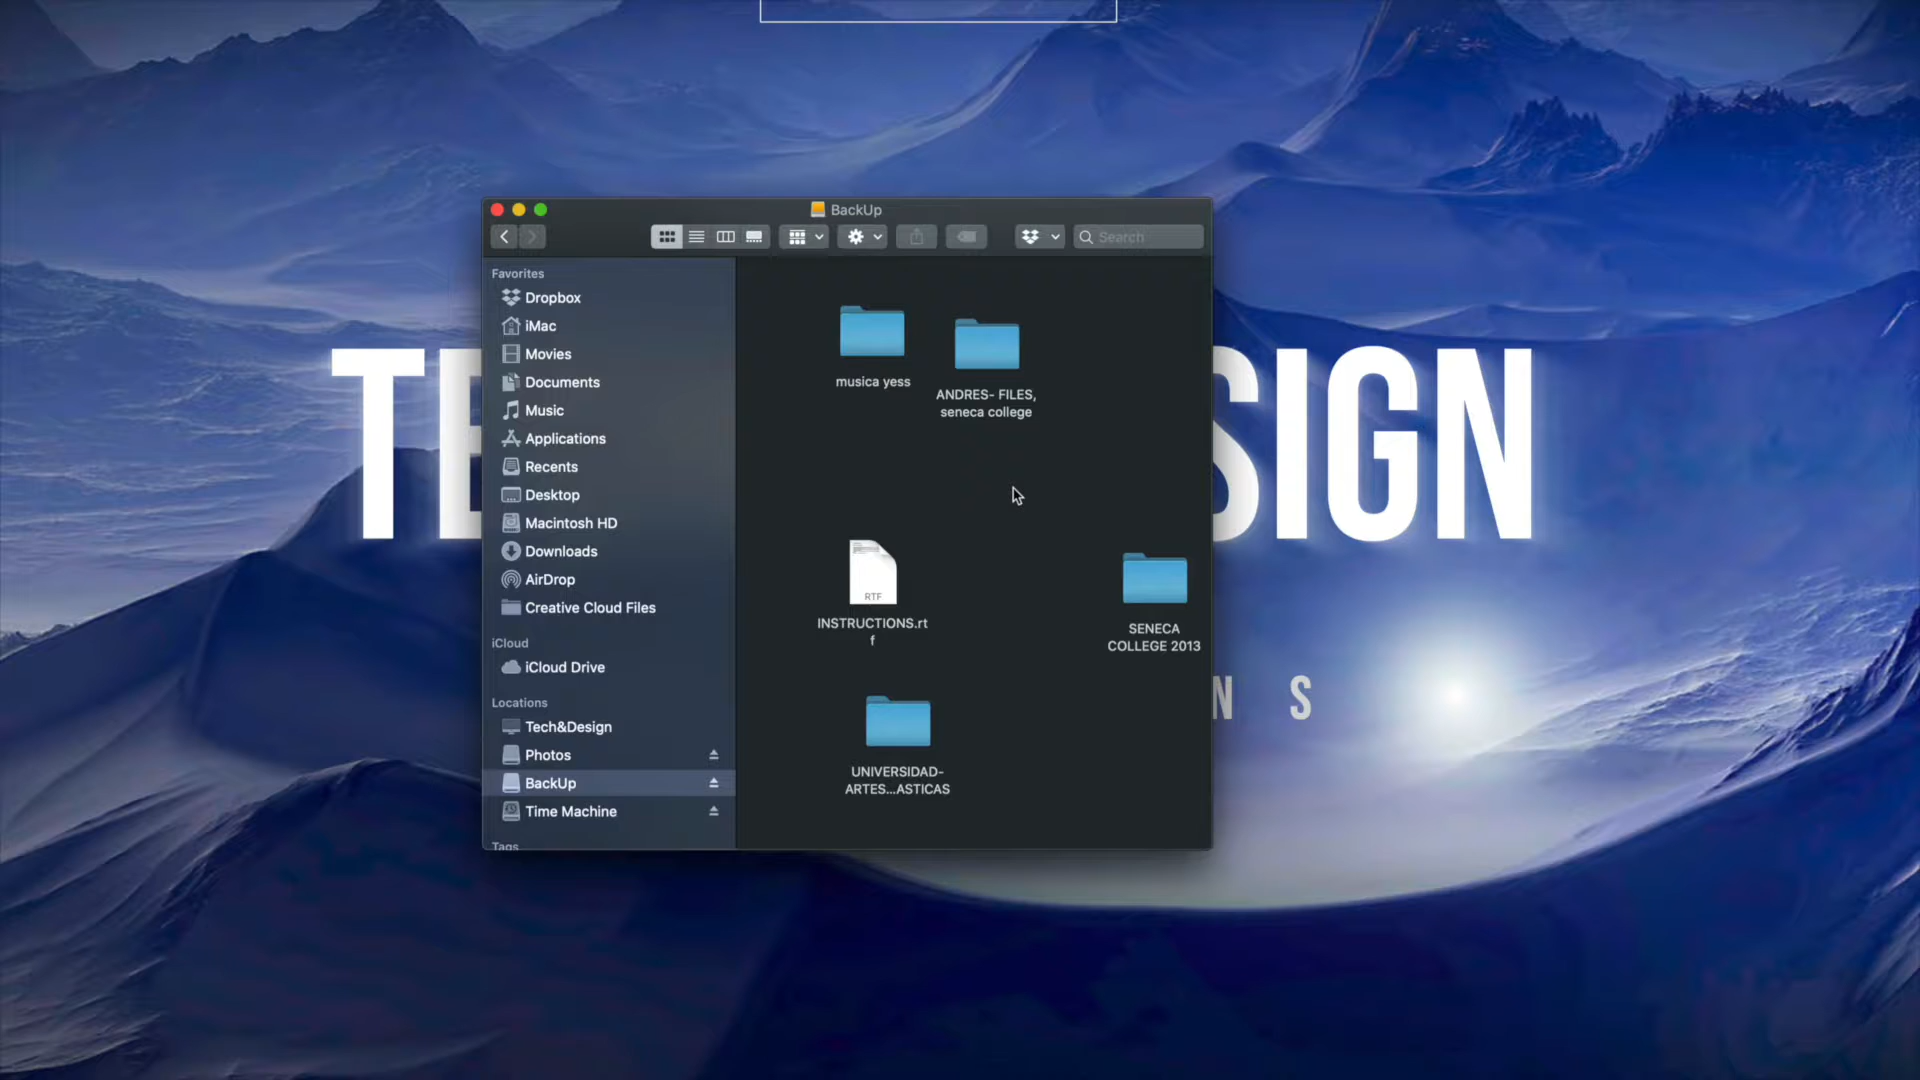 BackUp
Search
Favorites
Dropbox
iMac
Movies
Documents
Music
Applications
Recents
Desktop
Macintosh HD
Downloads
AirDrop
Creative Cloud Files
iCloud
iCloud Drive
Locations
Tech&Design
Photos
BackUp
Time Machine
Tags
musica yess
ANDRES- FILES,
seneca college
RTF
INSTRUCTIONS.rt
f
SENECA
COLLEGE 2013
UNIVERSIDAD-
ARTES...ASTICAS
TE SIGN
N S